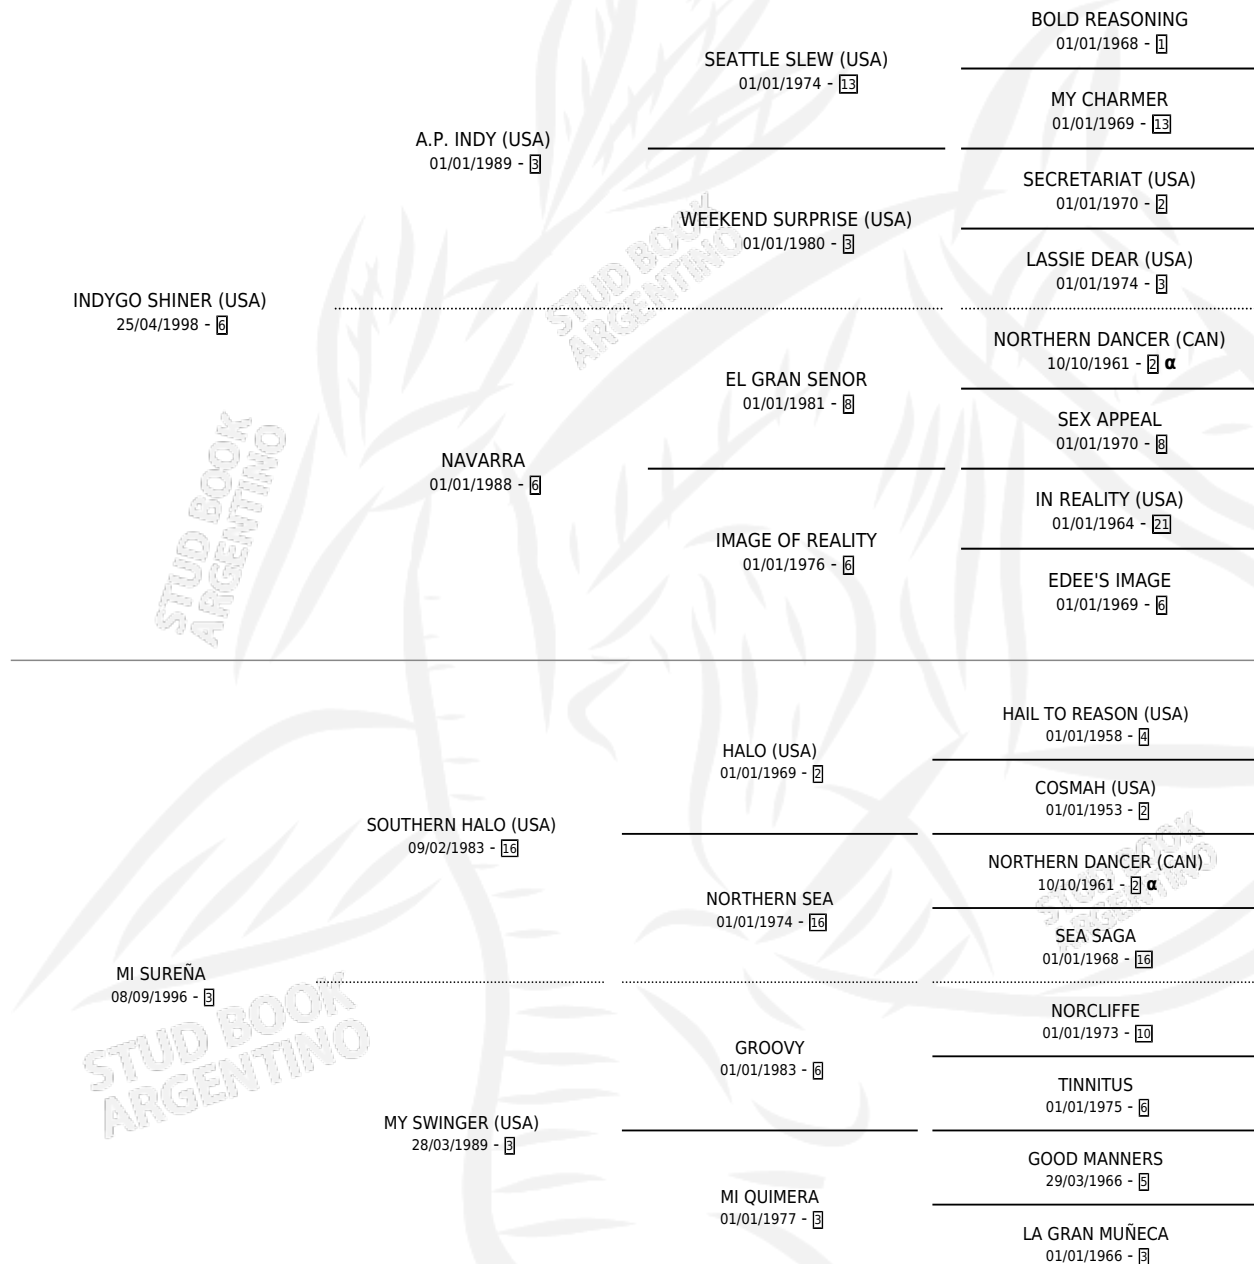 BOLD REASONING
01/01/1968 - 1
SEATTLE SLEW (USA)
01/01/1974 - 13
MY CHARMER
01/01/1969 - 13
A.P. INDY (USA)
01/01/1989 - 3
SECRETARIAT (USA)
01/01/1970 - 2
WEEKEND SURPRISE (USA)
01/01/1980 - 3
LASSIE DEAR (USA)
01/01/1974 - 3
INDYGO SHINER (USA)
25/04/1998 - 6
NORTHERN DANCER (CAN)
10/10/1961 - 2 α
EL GRAN SENOR
01/01/1981 - 8
SEX APPEAL
01/01/1970 - 8
NAVARRA
01/01/1988 - 6
IN REALITY (USA)
01/01/1964 - 21
IMAGE OF REALITY
01/01/1976 - 6
EDEE'S IMAGE
01/01/1969 - 6
HAIL TO REASON (USA)
01/01/1958 - 4
HALO (USA)
01/01/1969 - 2
COSMAH (USA)
01/01/1953 - 2
SOUTHERN HALO (USA)
09/02/1983 - 16
NORTHERN DANCER (CAN)
10/10/1961 - 2 α
NORTHERN SEA
01/01/1974 - 16
SEA SAGA
01/01/1968 - 16
MI SUREÑA
08/09/1996 - 3
NORCLIFFE
01/01/1973 - 10
GROOVY
01/01/1983 - 6
TINNITUS
01/01/1975 - 6
MY SWINGER (USA)
28/03/1989 - 3
GOOD MANNERS
29/03/1966 - 5
MI QUIMERA
01/01/1977 - 3
LA GRAN MUÑECA
01/01/1966 - 3
STUD BOOK
ARGENTINO
STUD BOOK
ARGENTINO
STUD BOOK
ARGENTINO
STUD BOOK
ARGENTINO